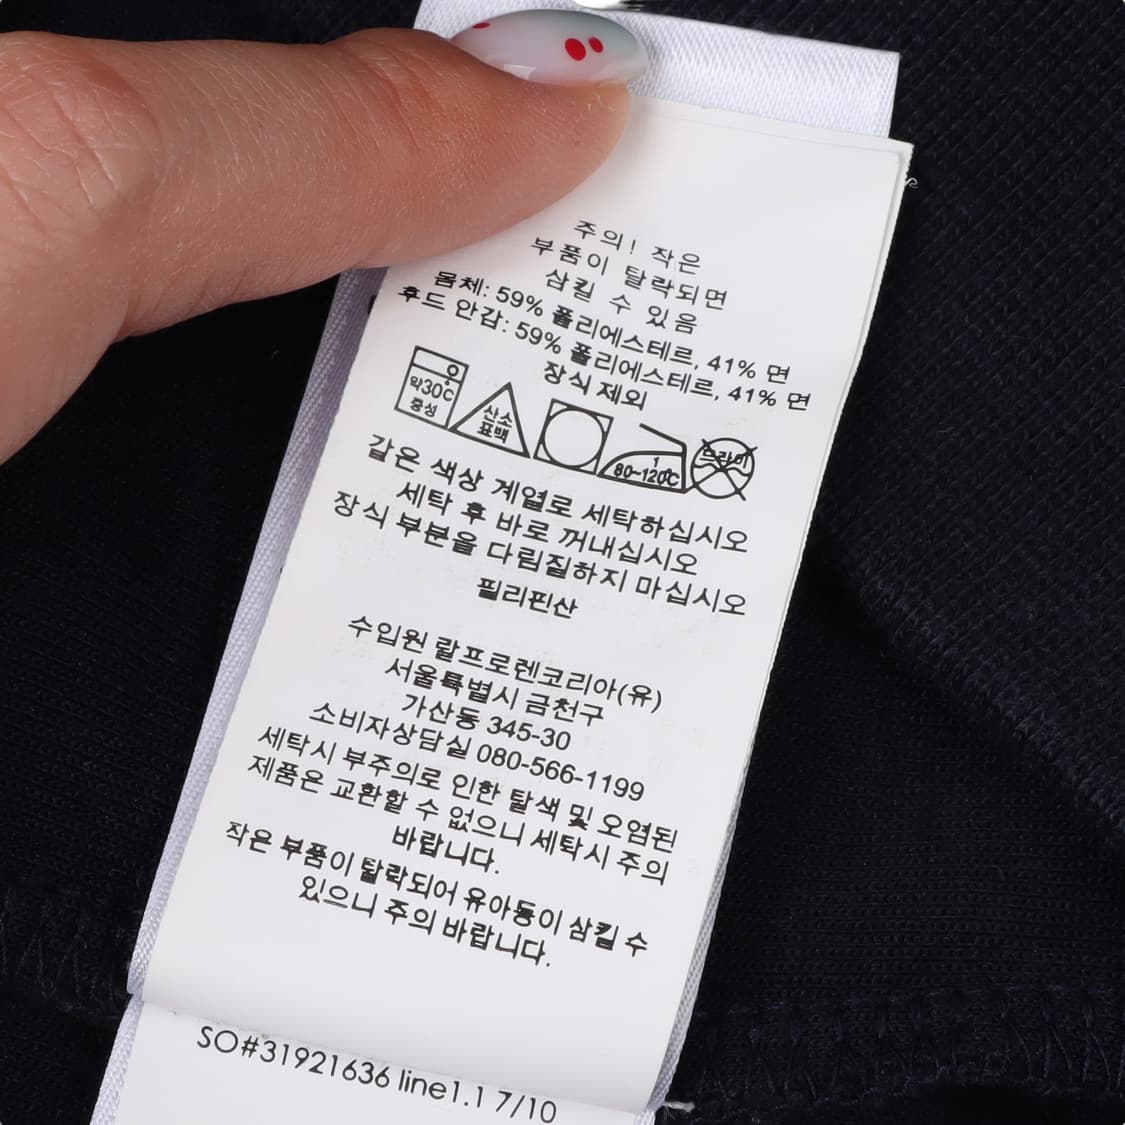 주의! 작은
부품이 탈락되면
삼킬 수 있음
몸체: 59% 폴리에스테르, 41% 면
후드 안감: 59% 폴리에스테르, 41% 면
장식 제외
약30℃
중성
산소
표백
1
80~120℃
드라이
같은 색상 계열로 세탁하십시오
세탁 후 바로 꺼내십시오
장식 부분을 다림질하지 마십시오
필리핀산
수입원 랄프로렌코리아(유)
서울특별시 금천구
가산동 345-30
소비자상담실 080-566-1199
세탁시 부주의로 인한 탈색 및 오염된
제품은 교환할 수 없으니 세탁시 주의
바랍니다.
작은 부품이 탈락되어 유아동이 삼킬 수
있으니 주의 바랍니다.
SO#31921636 line1.1 7/10